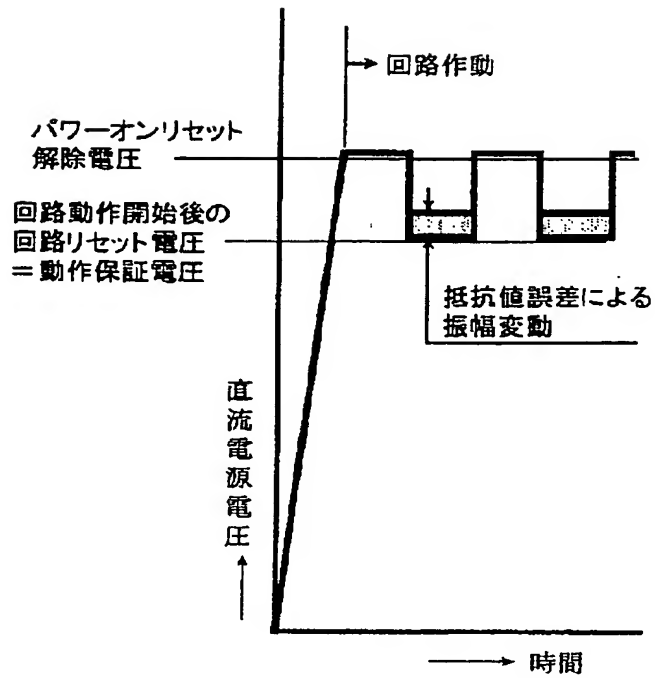 回路作動
パワーオンリセット
解除電圧
回路動作開始後の
回路リセット電圧
＝動作保証電圧
抵抗値誤差による
振幅変動
直流電源電圧
時間